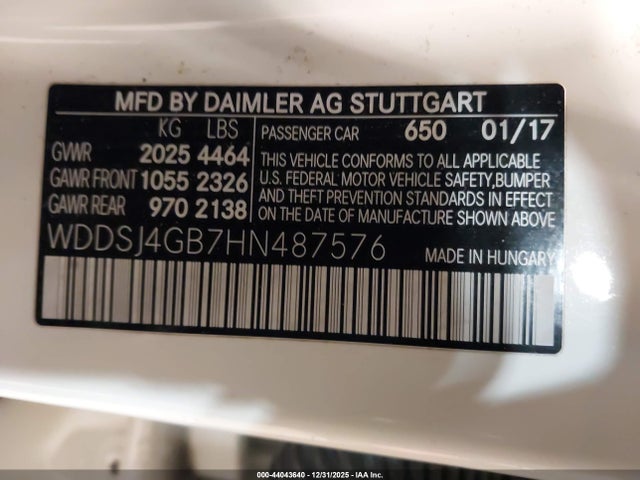 MFD BY DAIMLER AG STUTTGART
KG LBS
GVWR 2025 4464
GAWR FRONT 1055 2326
GAWR REAR 970 2138
PASSENGER CAR 650 01/17
THIS VEHICLE CONFORMS TO ALL APPLICABLE
U.S. FEDERAL MOTOR VEHICLE SAFETY,BUMPER
AND THEFT PREVENTION STANDARDS IN EFFECT
ON THE DATE OF MANUFACTURE SHOWN ABOVE.
WDDSJ4GB7HN487576 MADE IN HUNGARY
000-44043640 - 12/31/2025 - IAA Inc.